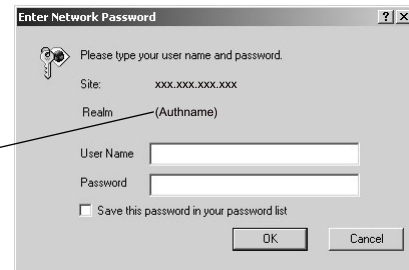 Enter Network Password
Please type your user name and password.
Site: xxx.xxx.xxx.xxx
Realm (Authname)
User Name
Password
Save this password in your password list
OK Cancel